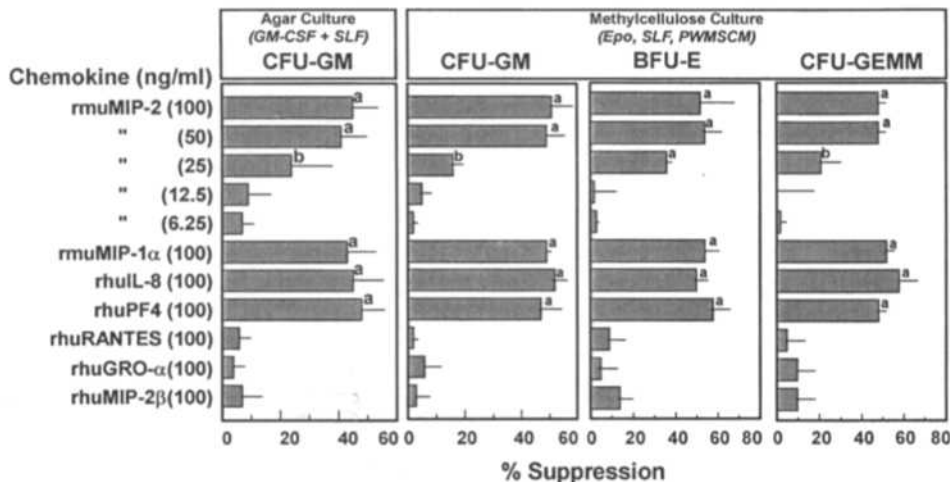 Agar Culture
(GM-CSF + SLF)
CFU-GM
Methylcellulose Culture
(Epo, SLF, PWMSCM)
CFU-GM BFU-E CFU-GEMM
Chemokine (ng/ml)
rmuMIP-2 (100) a a a a
" (50) a a a a
" (25) b b a b
" (12.5)
" (6.25)
rmuMIP-1α (100) a a a a
rhuIL-8 (100) a a a a
rhuPF4 (100) a a a a
rhuRANTES (100)
rhuGRO-α(100)
rhuMIP-2β(100)
0 20 40 60 0 20 40 60 0 20 40 60 80 0 20 40 60 80
% Suppression